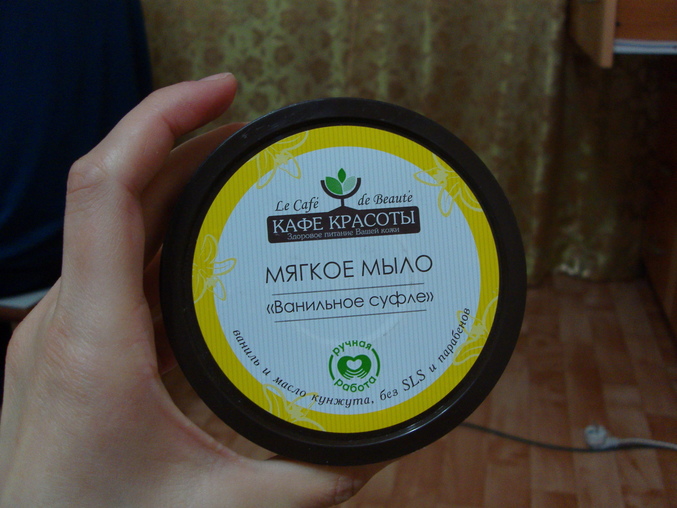 Le Café de Beauté
КАФЕ КРАСОТЫ
Здоровое питание Вашей кожи
МЯГКОЕ МЫЛО
«Ванильное суфле»
ручная
работа
ваниль и масло кунжута, без SLS и парабенов